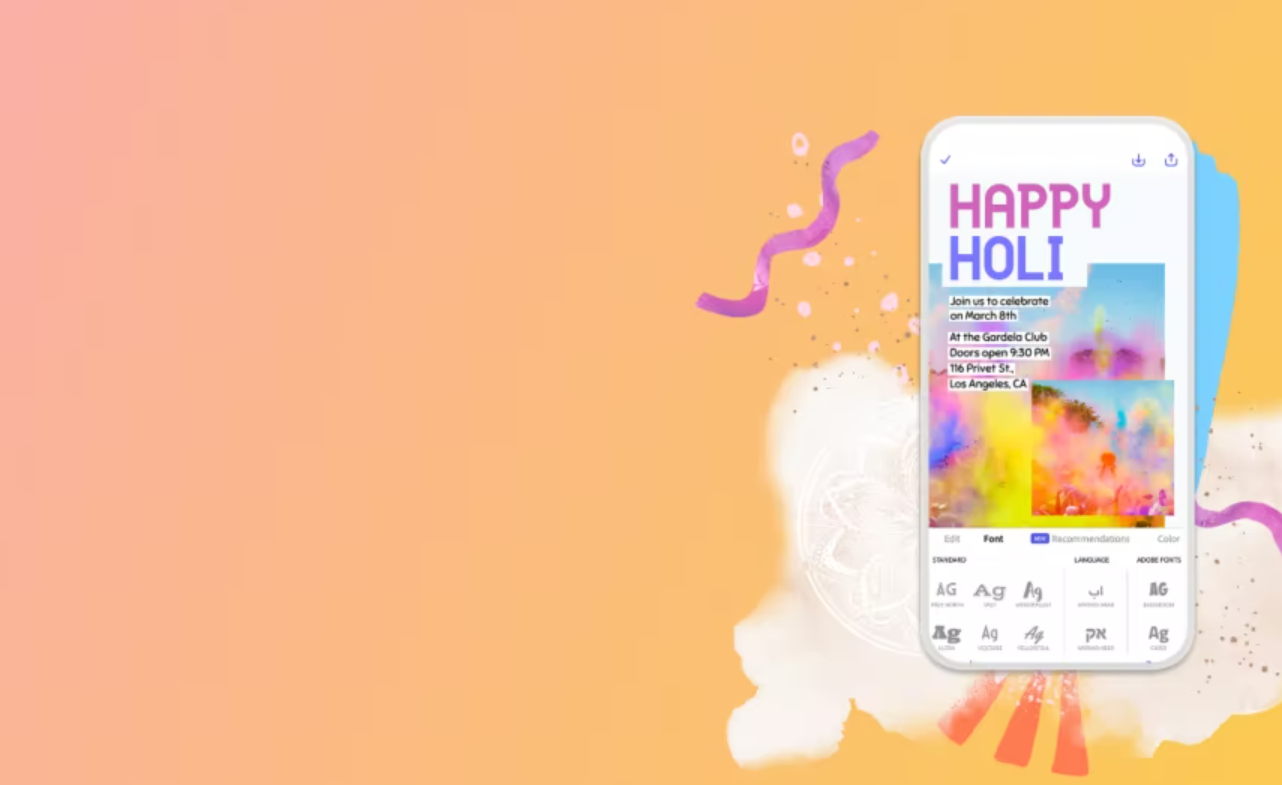 HAPPY
HOLI
Join us to celebrate
on March 8th
At the Gardela Club
Doors open 9:30 PM
116 Privet St.,
Los Angeles, CA
Edit Font NEW Recommendations Color
STANDARD LANGUAGE ADOBE FONTS
AG Ag Ag اب AG
Ag Ag Ag אק Ag